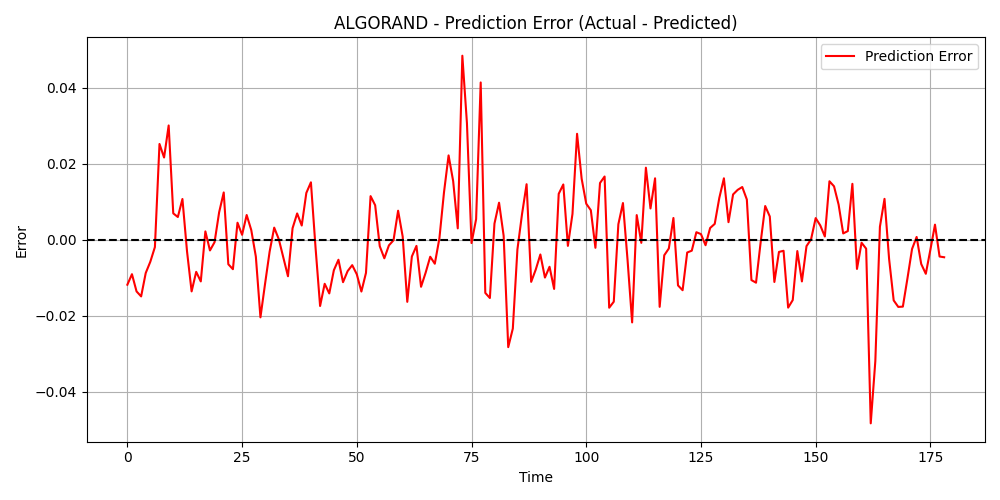 ALGORAND - Prediction Error (Actual - Predicted)
Prediction Error
Error
0.04
0.02
0.00
−0.02
−0.04
0 25 50 75 100 125 150 175
Time